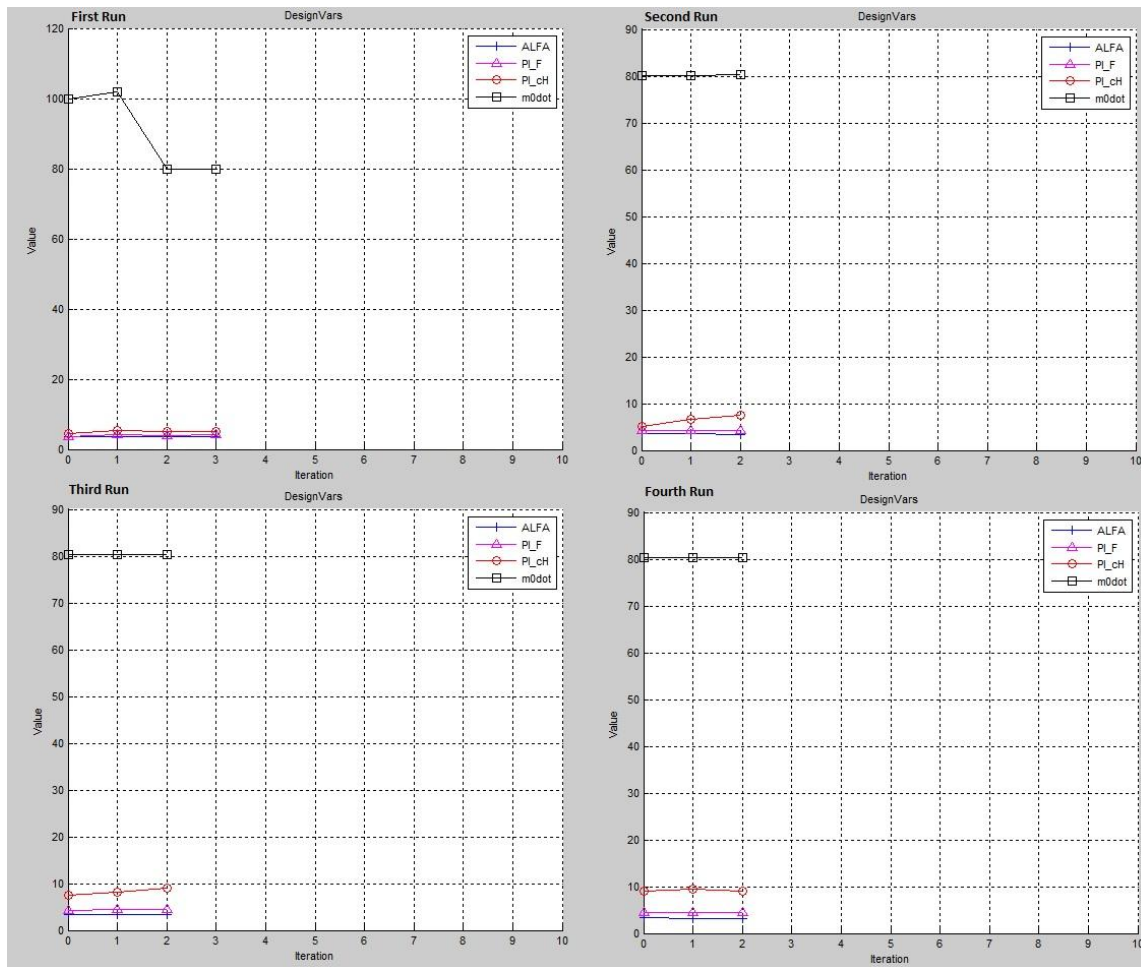 First Run
DesignVars
120
100
80
60
40
20
0
Value
0 1 2 3 4 5 6 7 8 9 10
Iteration
ALFA
PI_F
PI_cH
m0dot
Second Run
DesignVars
90
80
70
60
50
40
30
20
10
0
Value
0 1 2 3 4 5 6 7 8 9 10
Iteration
ALFA
PI_F
PI_cH
m0dot
Third Run
DesignVars
90
80
70
60
50
40
30
20
10
0
Value
0 1 2 3 4 5 6 7 8 9 10
Iteration
ALFA
PI_F
PI_cH
m0dot
Fourth Run
DesignVars
90
80
70
60
50
40
30
20
10
0
Value
0 1 2 3 4 5 6 7 8 9 10
Iteration
ALFA
PI_F
PI_cH
m0dot